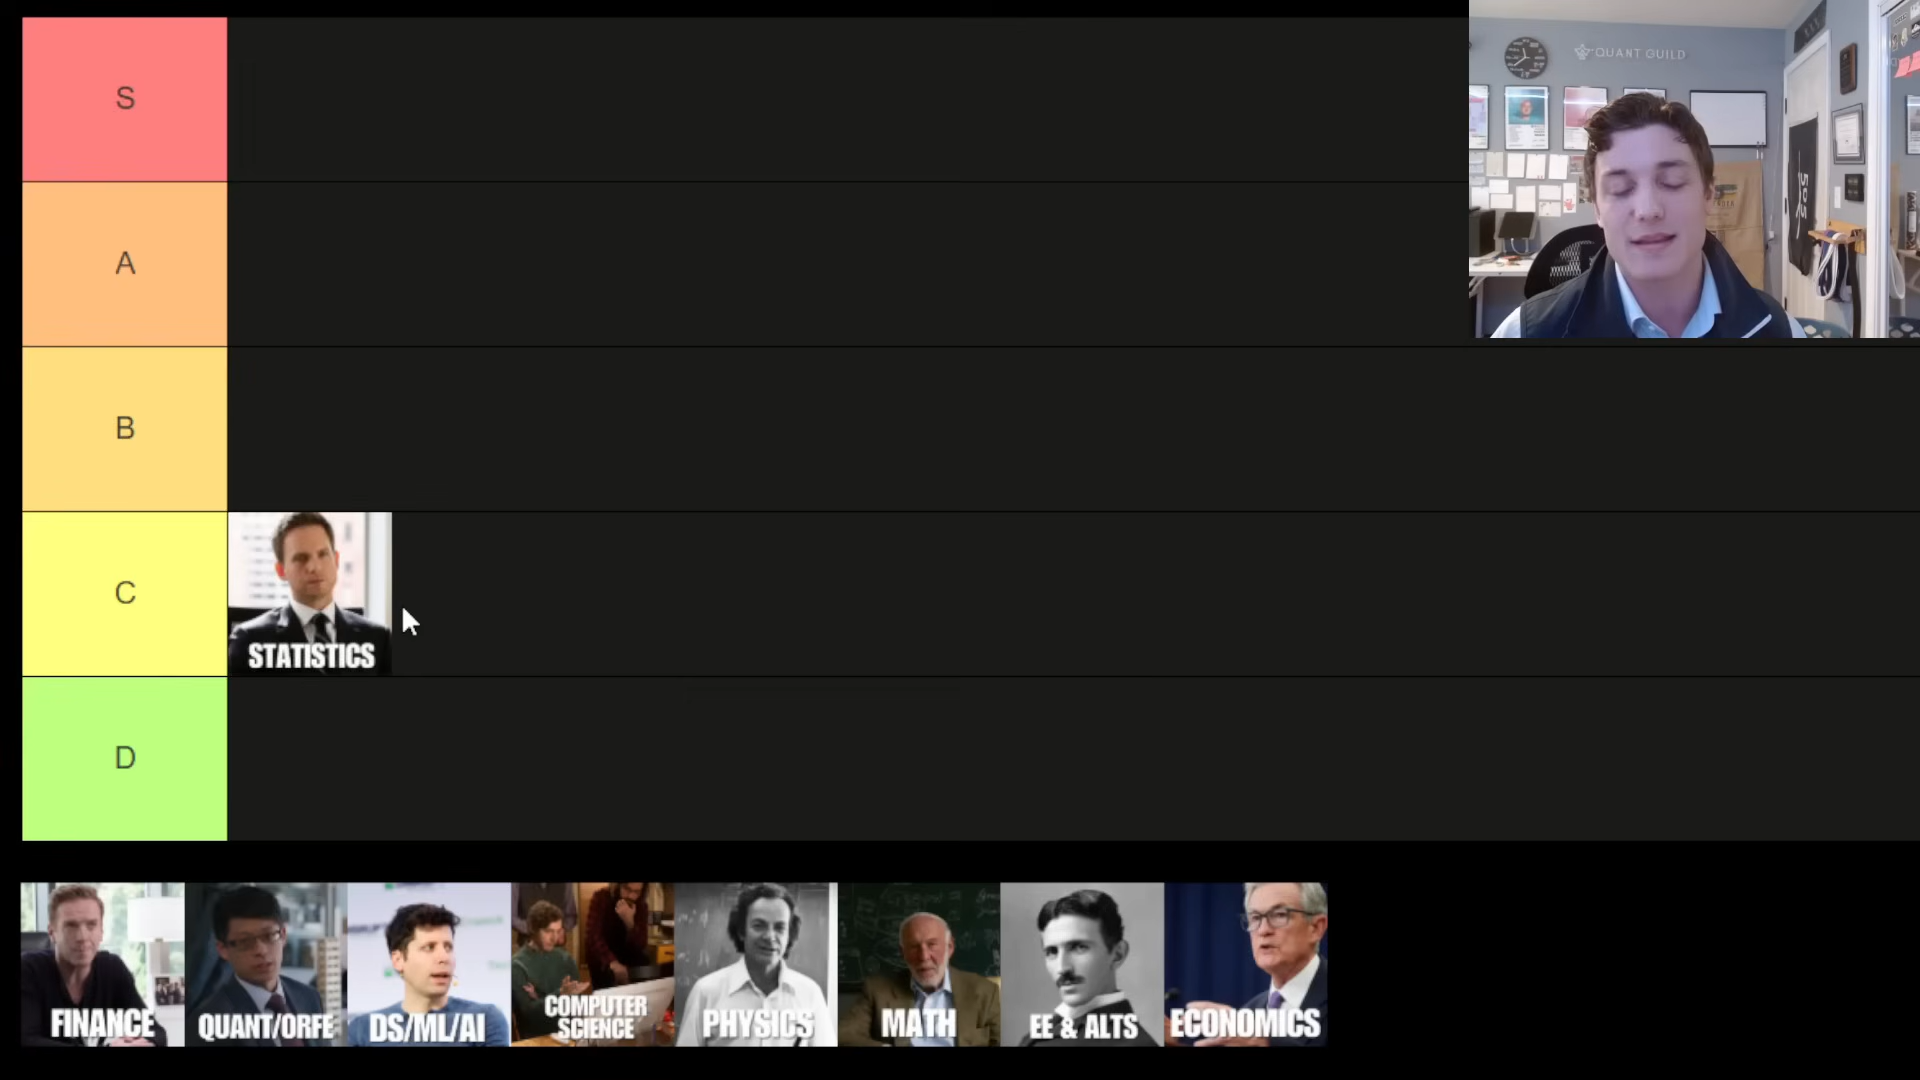 S
QUANT GUILD
A
B
C
STATISTICS
D
FINANCE
QUANT/ORFE
DS/ML/AI
COMPUTER
SCIENCE
PHYSICS
MATH
EE & ALTS
ECONOMICS